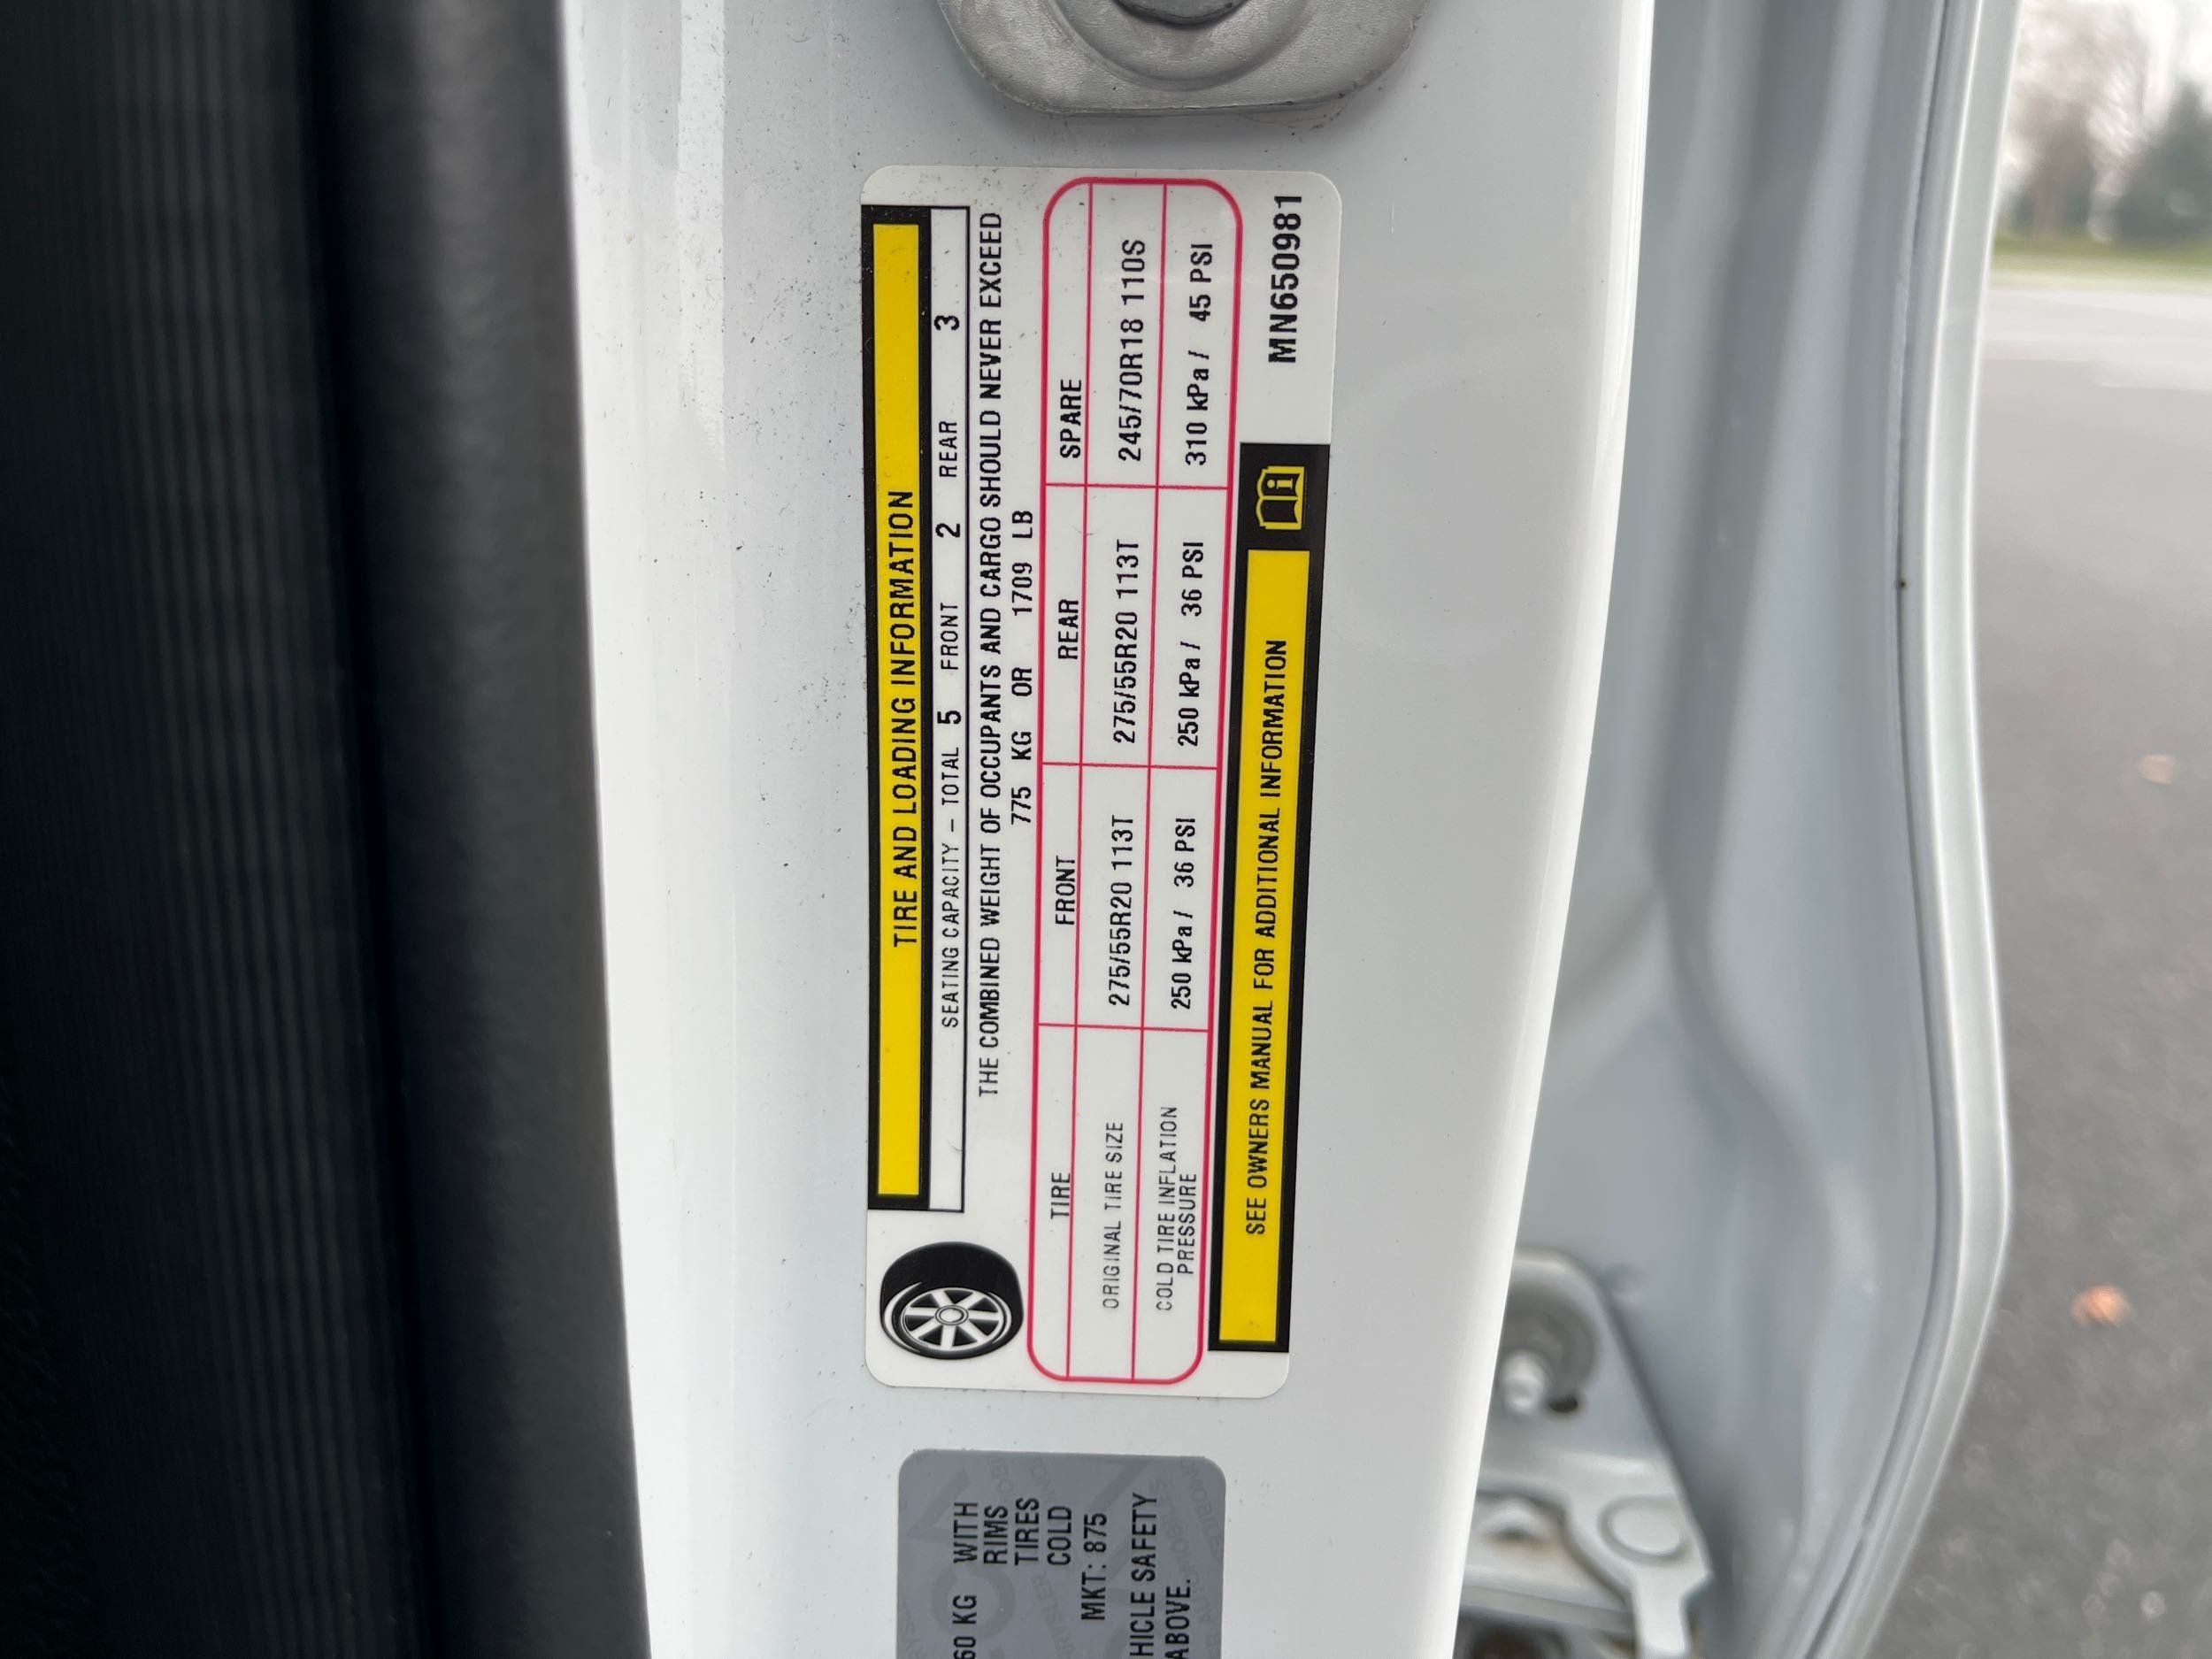 TIRE AND LOADING INFORMATION
SEATING CAPACITY – TOTAL 5 FRONT 2 REAR 3
THE COMBINED WEIGHT OF OCCUPANTS AND CARGO SHOULD NEVER EXCEED
775 KG OR 1709 LB
TIRE FRONT REAR SPARE
ORIGINAL TIRE SIZE 275/55R20 113T 275/55R20 113T 245/70R18 110S
COLD TIRE INFLATION
PRESSURE 250 kPa / 36 PSI 250 kPa / 36 PSI 310 kPa / 45 PSI
SEE OWNERS MANUAL FOR ADDITIONAL INFORMATION
MN650981
60 KG WITH
RIMS
TIRES
COLD
MKT: 875
HICLE SAFETY
ABOVE.